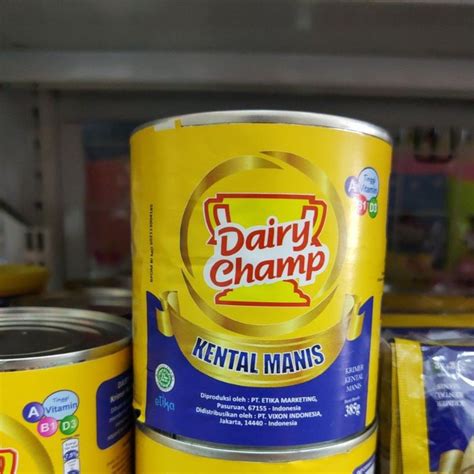 Dairy
Champ
KENTAL MANIS
Tinggi
Vitamin
A
B1 D3
etika
Diproduksi oleh : PT. ETIKA MARKETING,
Pasuruan, 67155 - Indonesia
Didistribusikan oleh : PT. VIXON INDONESIA,
Jakarta, 14440 - Indonesia
KRIMER
KENTAL
MANIS
385g
Tinggi
A Vitamin
B1 D3